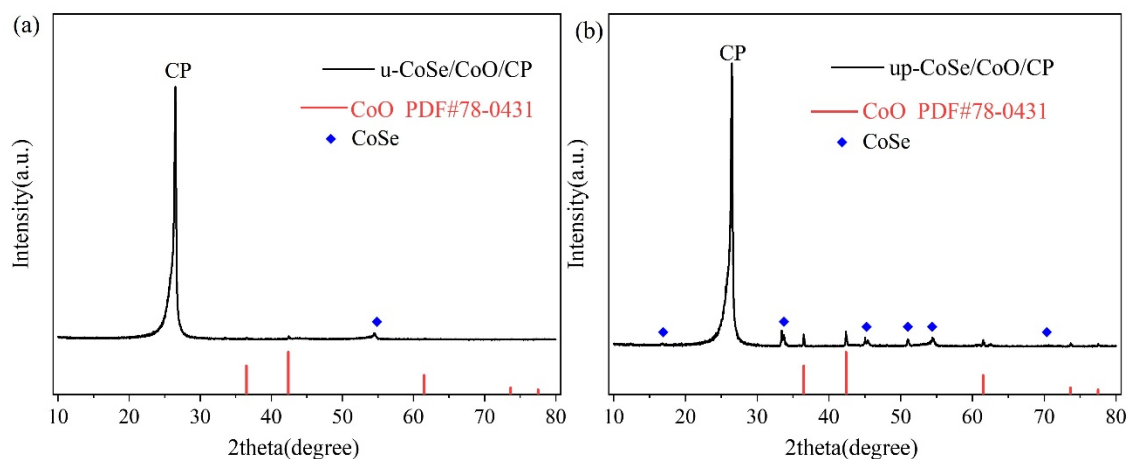 (a)
CP
u-CoSe/CoO/CP
CoO PDF#78-0431
CoSe
Intensity(a.u.)
10 20 30 40 50 60 70 80
2theta(degree)
(b)
CP
up-CoSe/CoO/CP
CoO PDF#78-0431
CoSe
Intensity(a.u.)
10 20 30 40 50 60 70 80
2theta(degree)